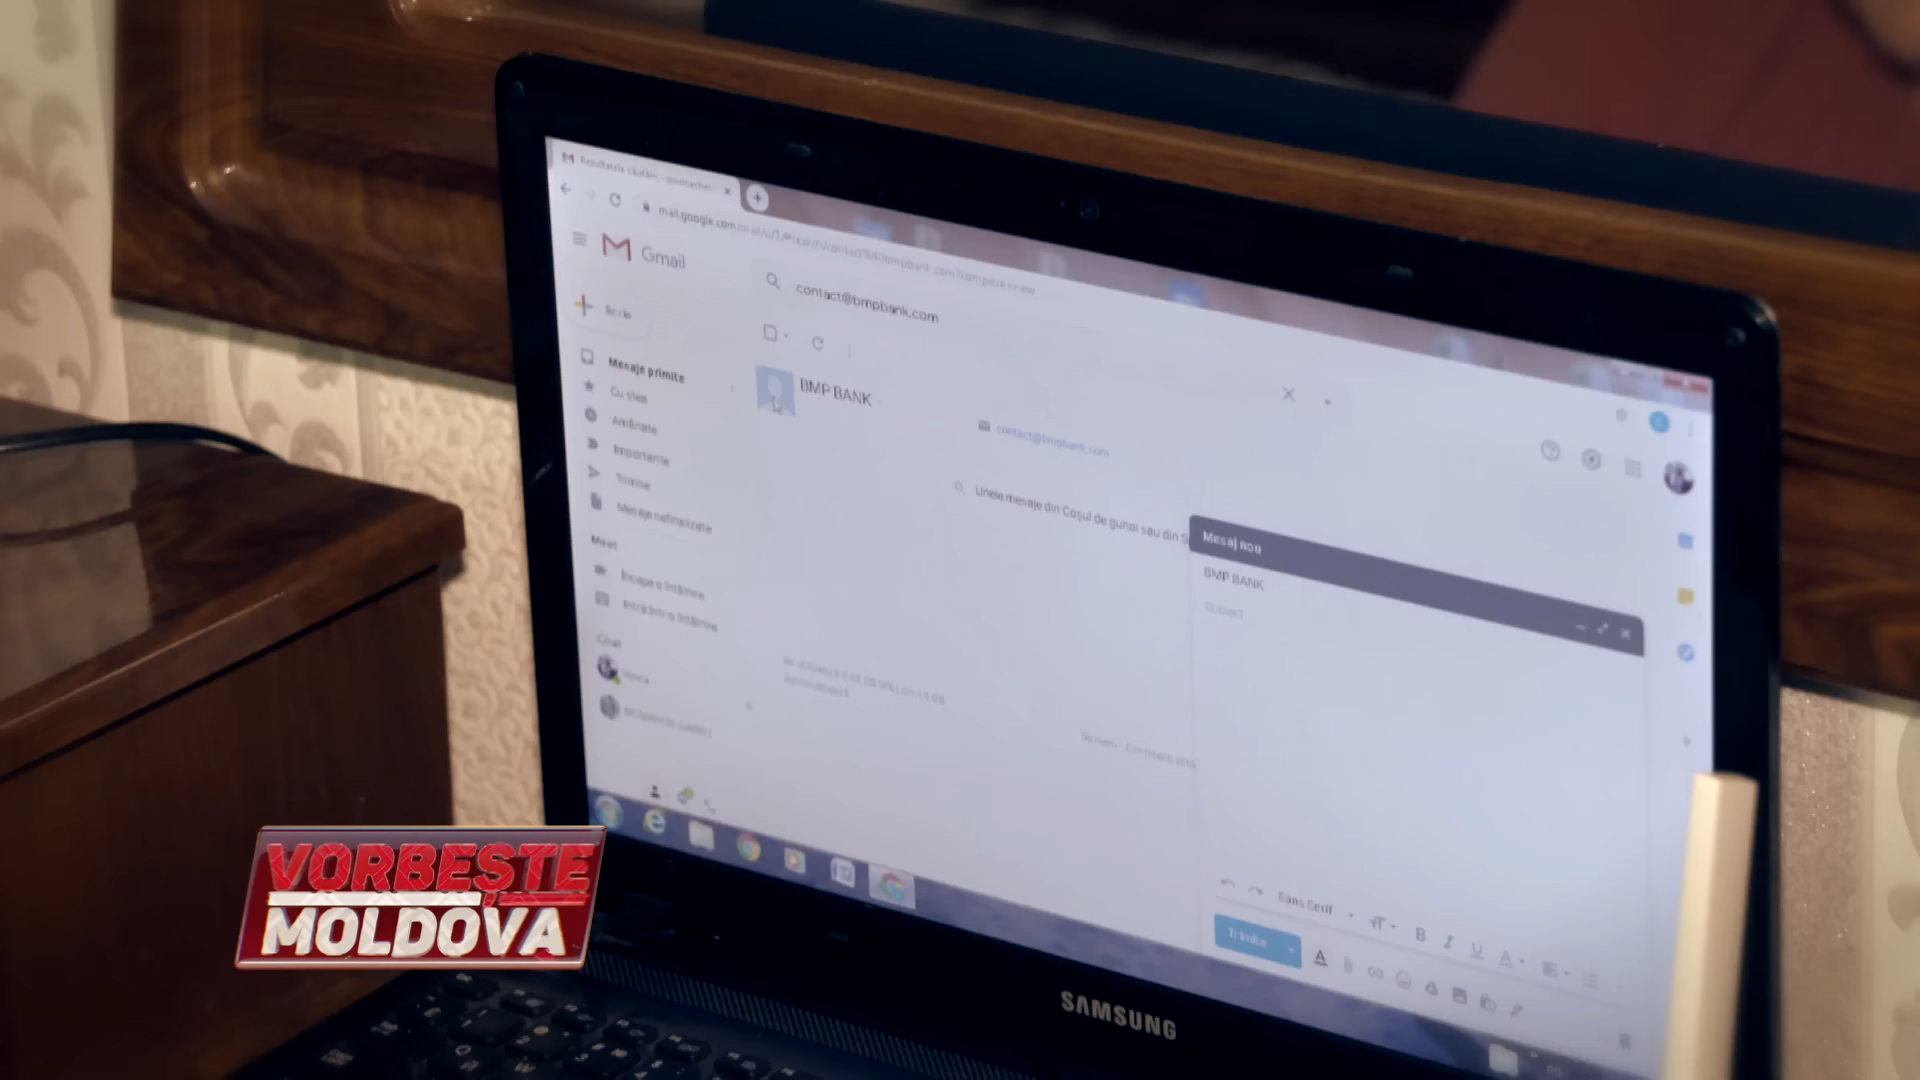 Gmail
contact@bmpbank.com
Scrie
BMP BANK
Mesaje primite
Cu stea
Amânate
contact@bmpbank.com
Importante
Trimise
Mesaje nefinalizate
Unele mesaje din Coșul de gunoi sau din S
Mesaj nou
BMP BANK
Subiect
Meet
Începe o întâlnire
Intră într-o întâlnire
Chat
Sans Serif
Trimite
SAMSUNG
VORBEȘTE
MOLDOVA